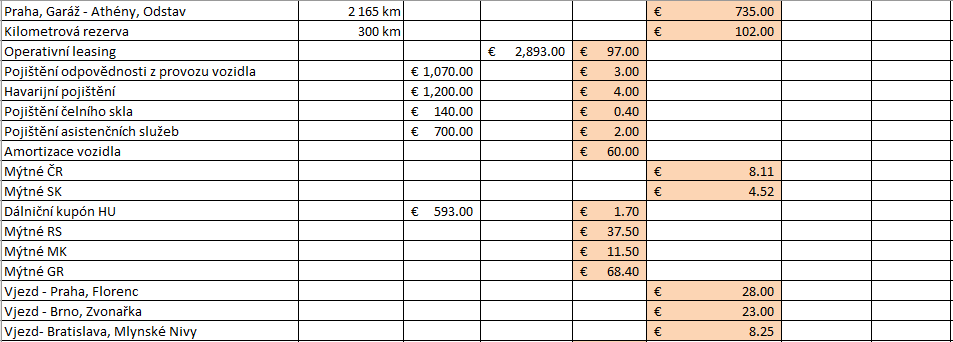 Praha, Garáž - Athény, Odstav 2 165 km € 735.00
Kilometrová rezerva 300 km € 102.00
Operativní leasing € 2,893.00 € 97.00
Pojištění odpovědnosti z provozu vozidla € 1,070.00 € 3.00
Havarijní pojištění € 1,200.00 € 4.00
Pojištění čelního skla € 140.00 € 0.40
Pojištění asistenčních služeb € 700.00 € 2.00
Amortizace vozidla € 60.00
Mýtné ČR € 8.11
Mýtné SK € 4.52
Dálniční kupón HU € 593.00 € 1.70
Mýtné RS € 37.50
Mýtné MK € 11.50
Mýtné GR € 68.40
Vjezd - Praha, Florenc € 28.00
Vjezd - Brno, Zvonařka € 23.00
Vjezd- Bratislava, Mlynské Nivy € 8.25